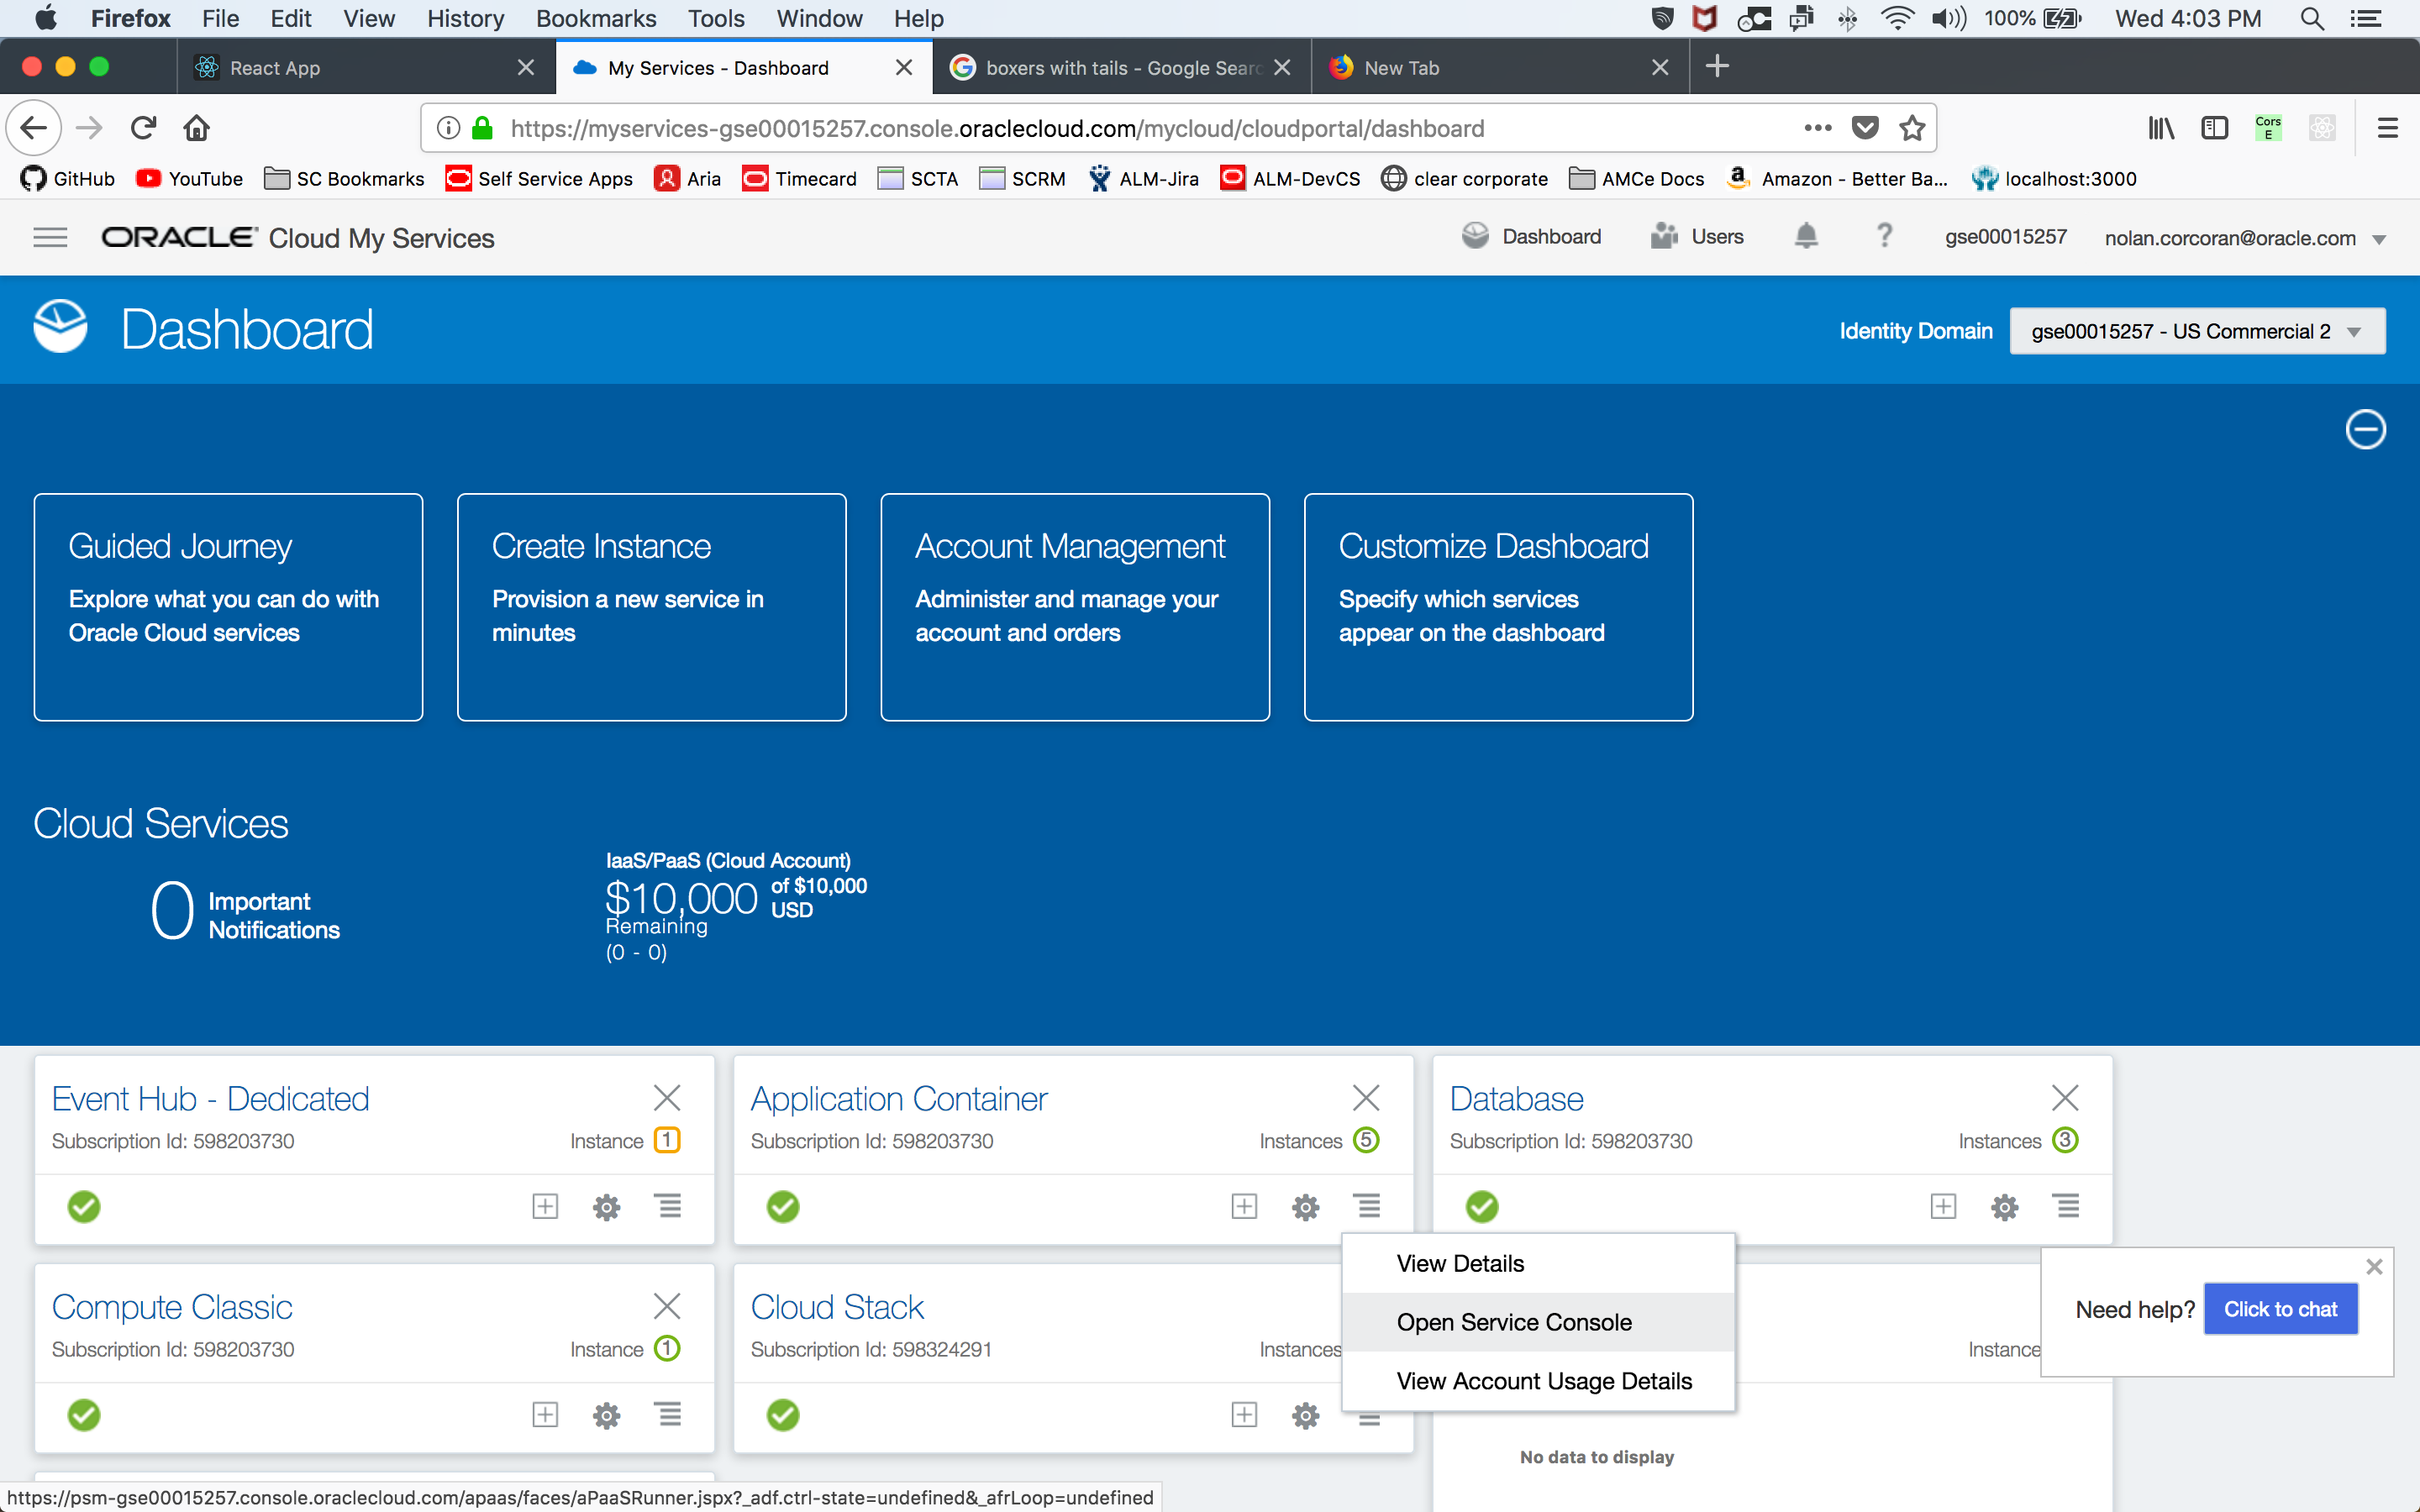 Firefox File Edit View History Bookmarks Tools Window Help 100% Wed 4:03 PM
React App My Services - Dashboard boxers with tails - Google Searc New Tab
https://myservices-gse00015257.console.oraclecloud.com/mycloud/cloudportal/dashboard
Cors
E
GitHub YouTube SC Bookmarks Self Service Apps Aria Timecard SCTA SCRM ALM-Jira ALM-DevCS clear corporate AMCe Docs Amazon - Better Ba... localhost:3000
ORACLE Cloud My Services Dashboard Users ? gse00015257 nolan.corcoran@oracle.com
Dashboard
Identity Domain gse00015257 - US Commercial 2
Guided Journey
Explore what you can do with
Oracle Cloud services
Create Instance
Provision a new service in
minutes
Account Management
Administer and manage your
account and orders
Customize Dashboard
Specify which services
appear on the dashboard
Cloud Services
0 Important
Notifications
IaaS/PaaS (Cloud Account)
$10,000 of $10,000
USD
Remaining
(0 - 0)
Event Hub - Dedicated
Subscription Id: 598203730 Instance 1
Application Container
Subscription Id: 598203730 Instances 5
Database
Subscription Id: 598203730 Instances 3
View Details
Open Service Console
View Account Usage Details
Compute Classic
Subscription Id: 598203730 Instance 1
Cloud Stack
Subscription Id: 598324291 Instances
Instance
No data to display
Need help? Click to chat
https://psm-gse00015257.console.oraclecloud.com/apaas/faces/aPaaSRunner.jspx?_adf.ctrl-state=undefined&_afrLoop=undefined